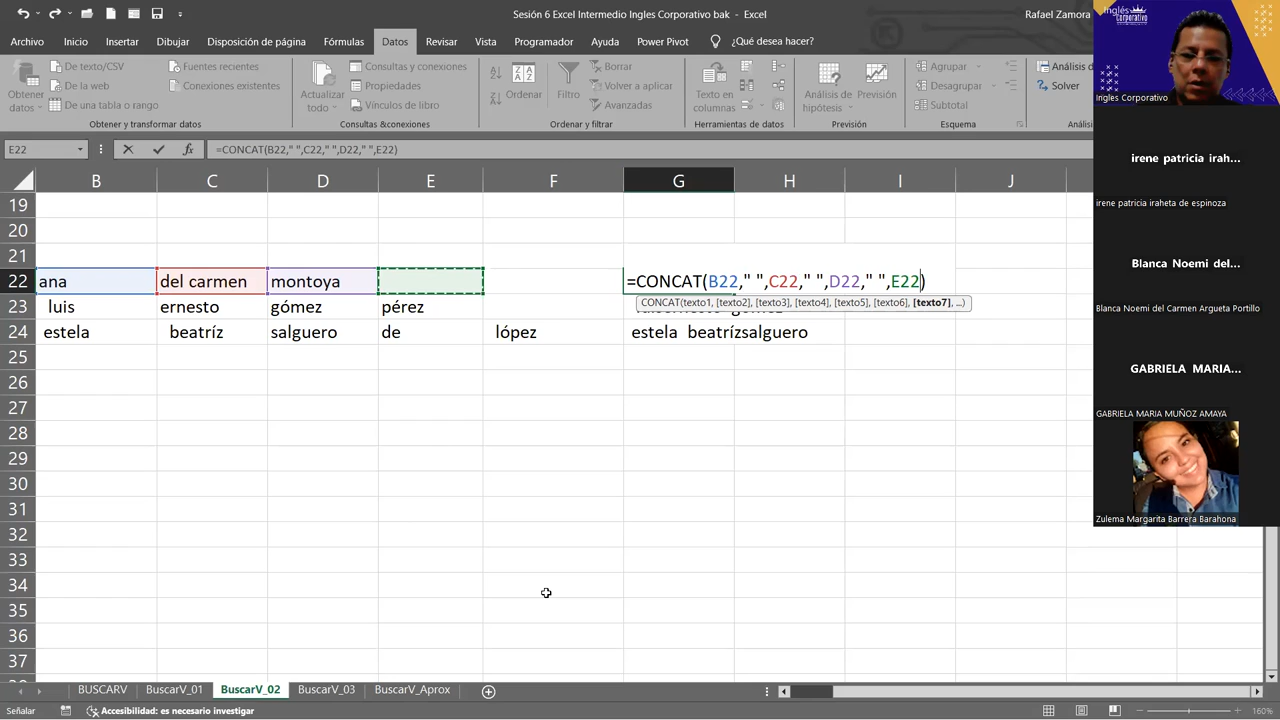 Sesión 6 Excel Intermedio Ingles Corporativo bak - Excel
Rafael Zamora
Archivo Inicio Insertar Dibujar Disposición de página Fórmulas Datos Revisar Vista Programador Ayuda Power Pivot ¿Qué desea hacer?
Obtener datos
De texto/CSV
De la web
De una tabla o rango
Fuentes recientes
Conexiones existentes
Obtener y transformar datos
Actualizar todo
Consultas y conexiones
Propiedades
Vínculos de libro
Consultas&conexiones
Ordenar
Filtro
Borrar
Volver a aplicar
Avanzadas
Ordenar y filtrar
Texto en columnas
Herramientas de datos
Análisis de hipótesis
Previsión
Previsión
Agrupar
Desagrupar
Subtotal
Esquema
Análisis d
Solver
Anális
E22 fx =CONCAT(B22," ",C22," ",D22," ",E22)
B C D E F G H I J
19
20
21
22 ana del carmen montoya =CONCAT(B22," ",C22," ",D22," ",E22)
CONCAT(texto1, [texto2], [texto3], [texto4], [texto5], [texto6], [texto7], ...)
23 luis ernesto gómez pérez
24 estela beatríz salguero de lópez estela beatrízsalguero
25
26
27
28
29
30
31
32
33
34
35
36
37
BUSCARV BuscarV_01 BuscarV_02 BuscarV_03 BuscarV_Aprox
Señalar Accesibilidad: es necesario investigar 160%
Inglés Corporativo
Ingles Corporativo
irene patricia irah...
irene patricia iraheta de espinoza
Blanca Noemi del...
Blanca Noemi del Carmen Argueta Portillo
GABRIELA MARIA...
GABRIELA MARIA MUÑOZ AMAYA
Zulema Margarita Barrera Barahona